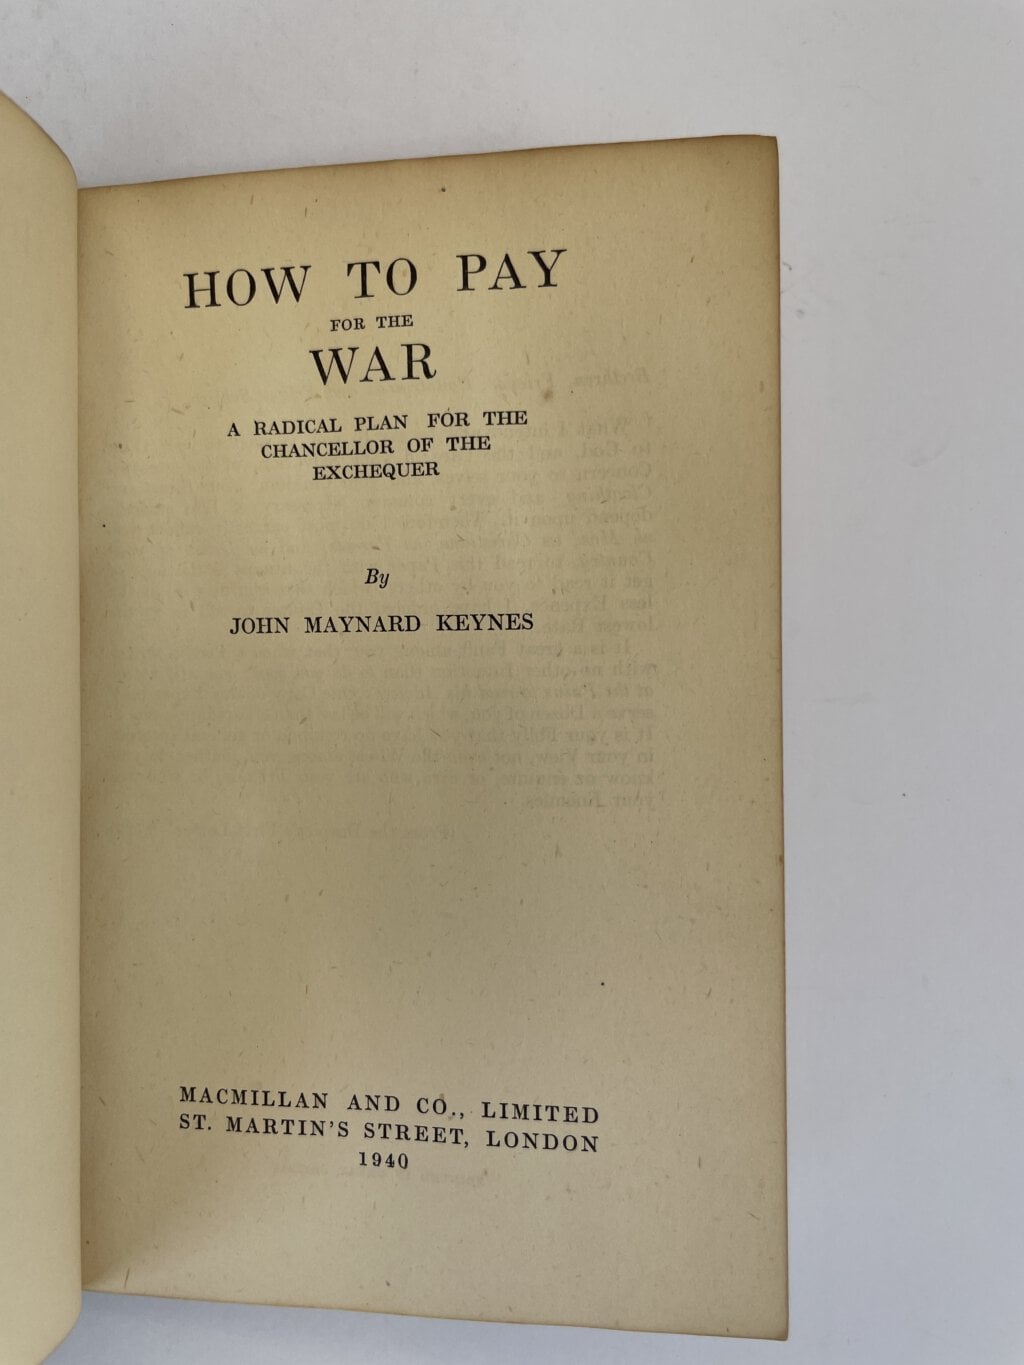 HOW TO PAY
FOR THE
WAR
A RADICAL PLAN FOR THE
CHANCELLOR OF THE
EXCHEQUER
By
JOHN MAYNARD KEYNES
MACMILLAN AND CO., LIMITED
ST. MARTIN'S STREET, LONDON
1940